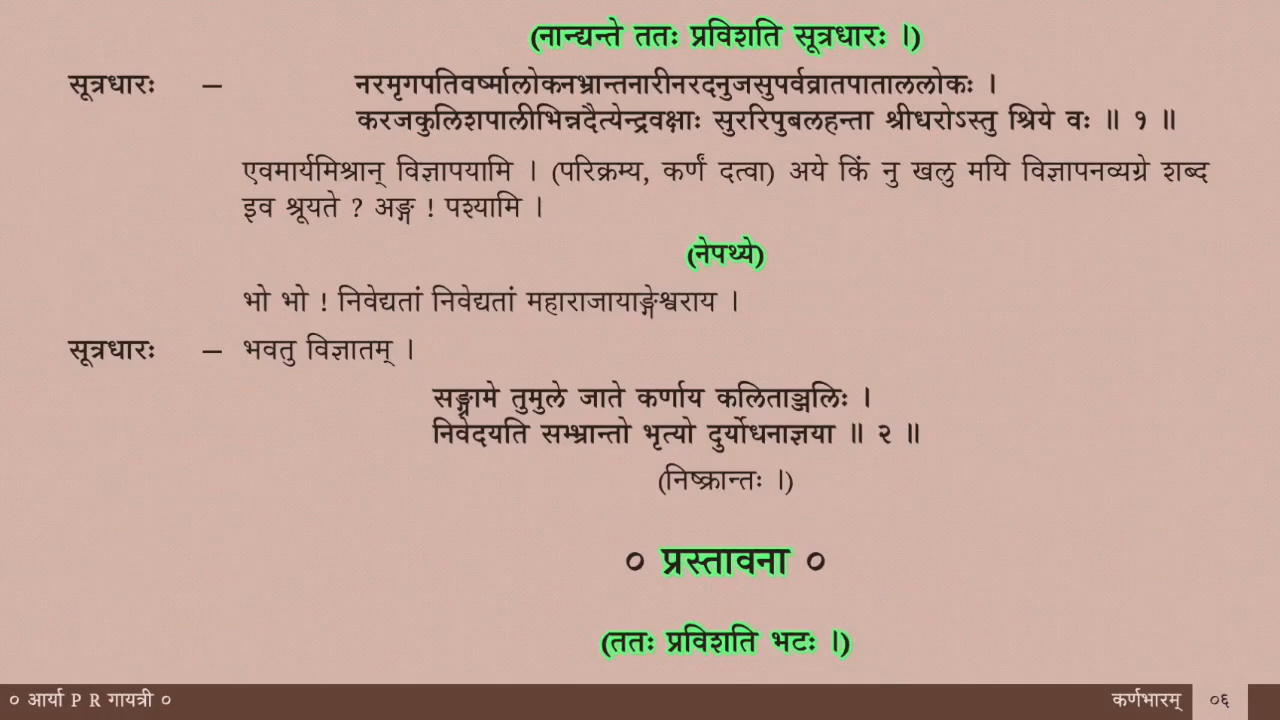 (नान्द्यन्ते ततः प्रविशति सूत्रधारः ।)
सूत्रधारः – नरमृगपतिवर्ष्मालोकनभ्रान्तनारीनरदनुजसुपर्वव्रातपाताललोकः ।
करजकुलिशपालीभिन्नदैत्येन्द्रवक्षाः सुररिपुबलहन्ता श्रीधरोऽस्तु श्रिये वः ॥ १ ॥
एवमार्यमिश्रान् विज्ञापयामि । (परिक्रम्य, कर्णं दत्वा) अये किं नु खलु मयि विज्ञापनव्यग्रे शब्द
इव श्रूयते ? अङ्ग ! पश्यामि ।
(नेपथ्ये)
भो भो ! निवेद्यतां निवेद्यतां महाराजायाङ्गेश्वराय ।
सूत्रधारः – भवतु विज्ञातम् ।
सङ्ग्रामे तुमुले जाते कर्णाय कलिताञ्जलिः ।
निवेदयति सम्भ्रान्तो भृत्यो दुर्योधनाज्ञया ॥ २ ॥
(निष्क्रान्तः ।)
० प्रस्तावना ०
(ततः प्रविशति भटः ।)
० आर्या P R गायत्री ० कर्णभारम् ०६